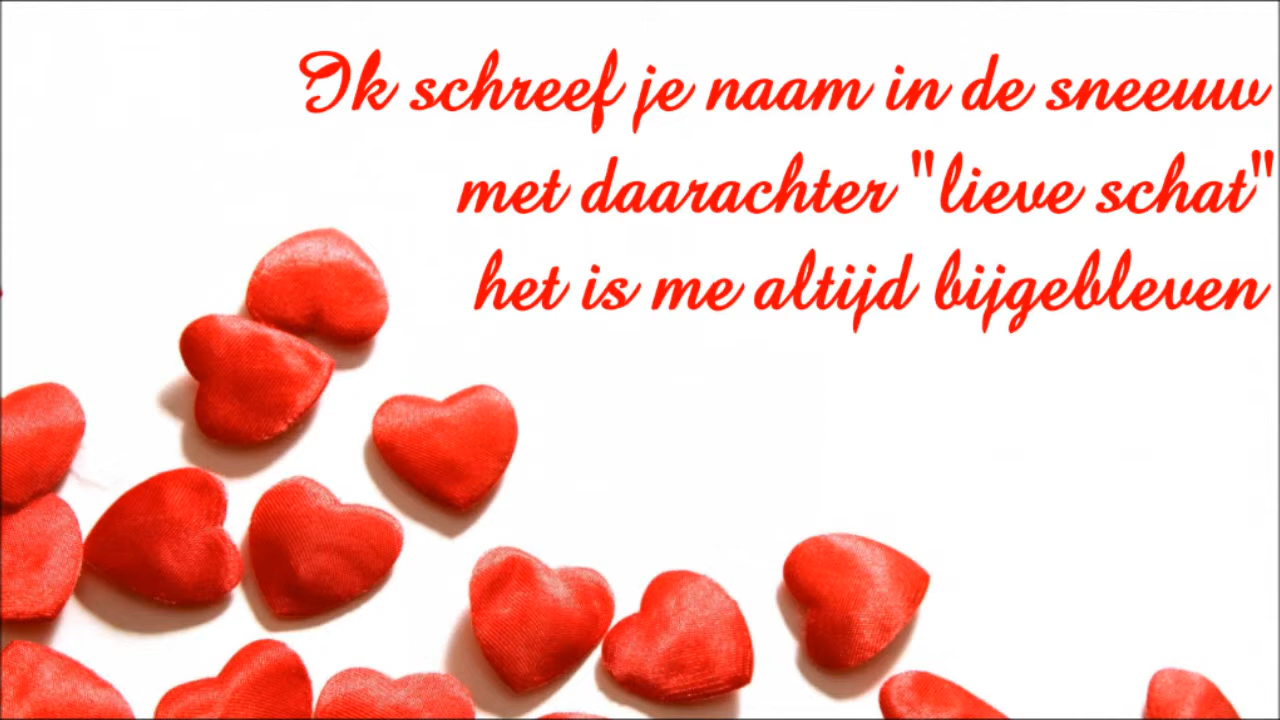 Ik schreef je naam in de sneeuw
met daarachter "lieve schat"
het is me altijd bijgebleven